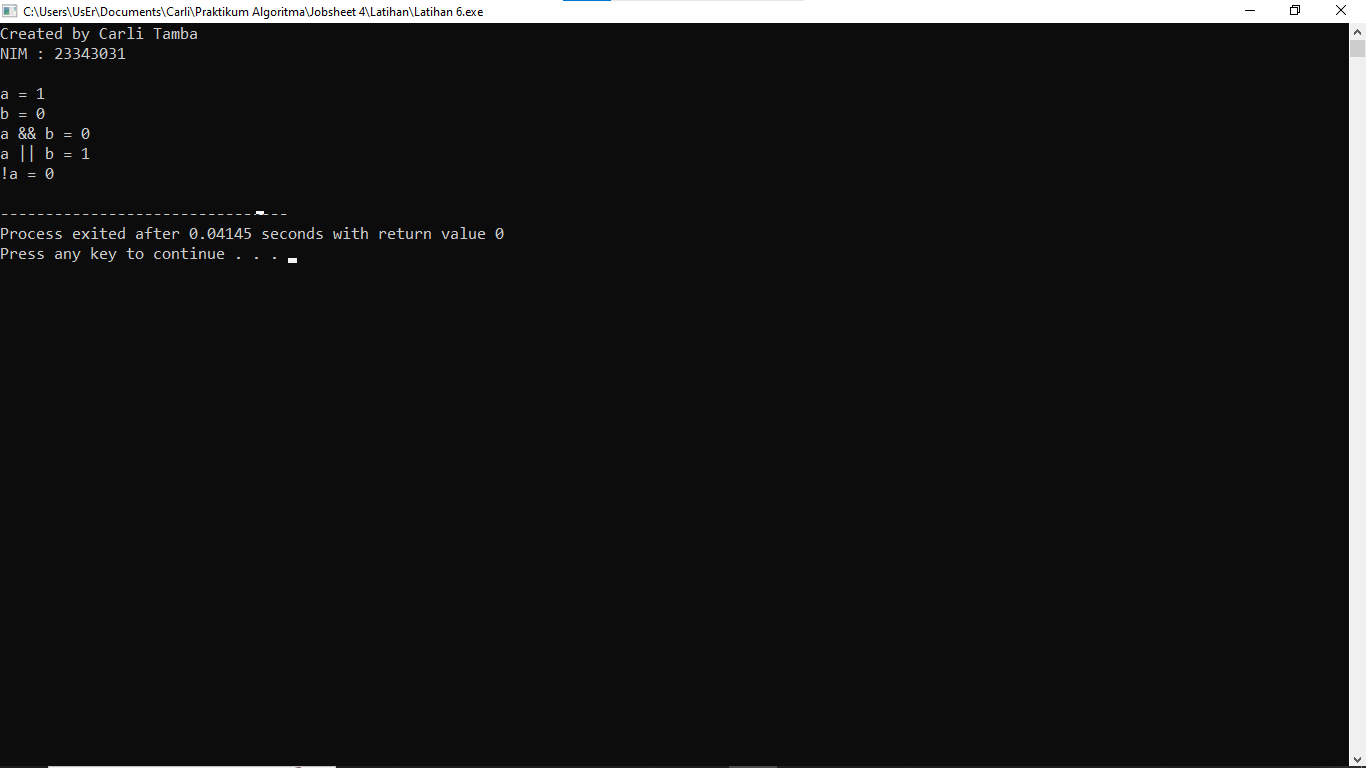 C:\Users\UsEr\Documents\Carli\Praktikum Algoritma\Jobsheet 4\Latihan\Latihan 6.exe
Created by Carli Tamba
NIM : 23343031
a = 1
b = 0
a && b = 0
a || b = 1
!a = 0
--------------------------------
Process exited after 0.04145 seconds with return value 0
Press any key to continue . . .